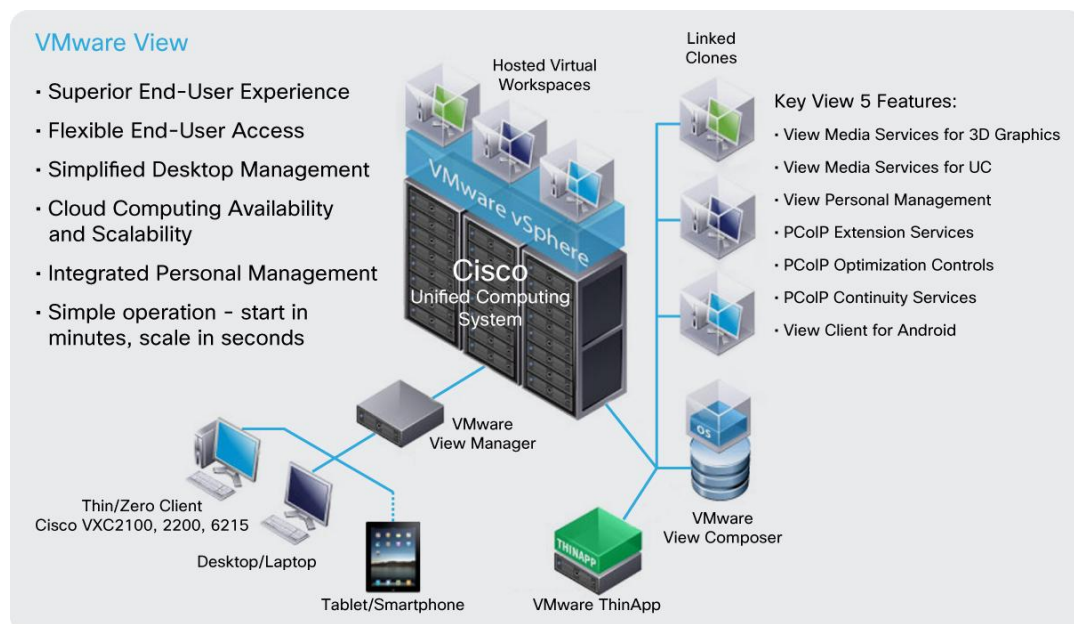 VMware View
· Superior End-User Experience
· Flexible End-User Access
· Simplified Desktop Management
· Cloud Computing Availability
and Scalability
· Integrated Personal Management
· Simple operation - start in
minutes, scale in seconds
Hosted Virtual
Workspaces
VMware vSphere
Cisco
Unified Computing
System
Linked
Clones
Key View 5 Features:
· View Media Services for 3D Graphics
· View Media Services for UC
· View Personal Management
· PCoIP Extension Services
· PCoIP Optimization Controls
· PCoIP Continuity Services
· View Client for Android
VMware
View Manager
Thin/Zero Client
Cisco VXC2100, 2200, 6215
Desktop/Laptop
Tablet/Smartphone
THINAPP
VMware ThinApp
OS
VMware
View Composer